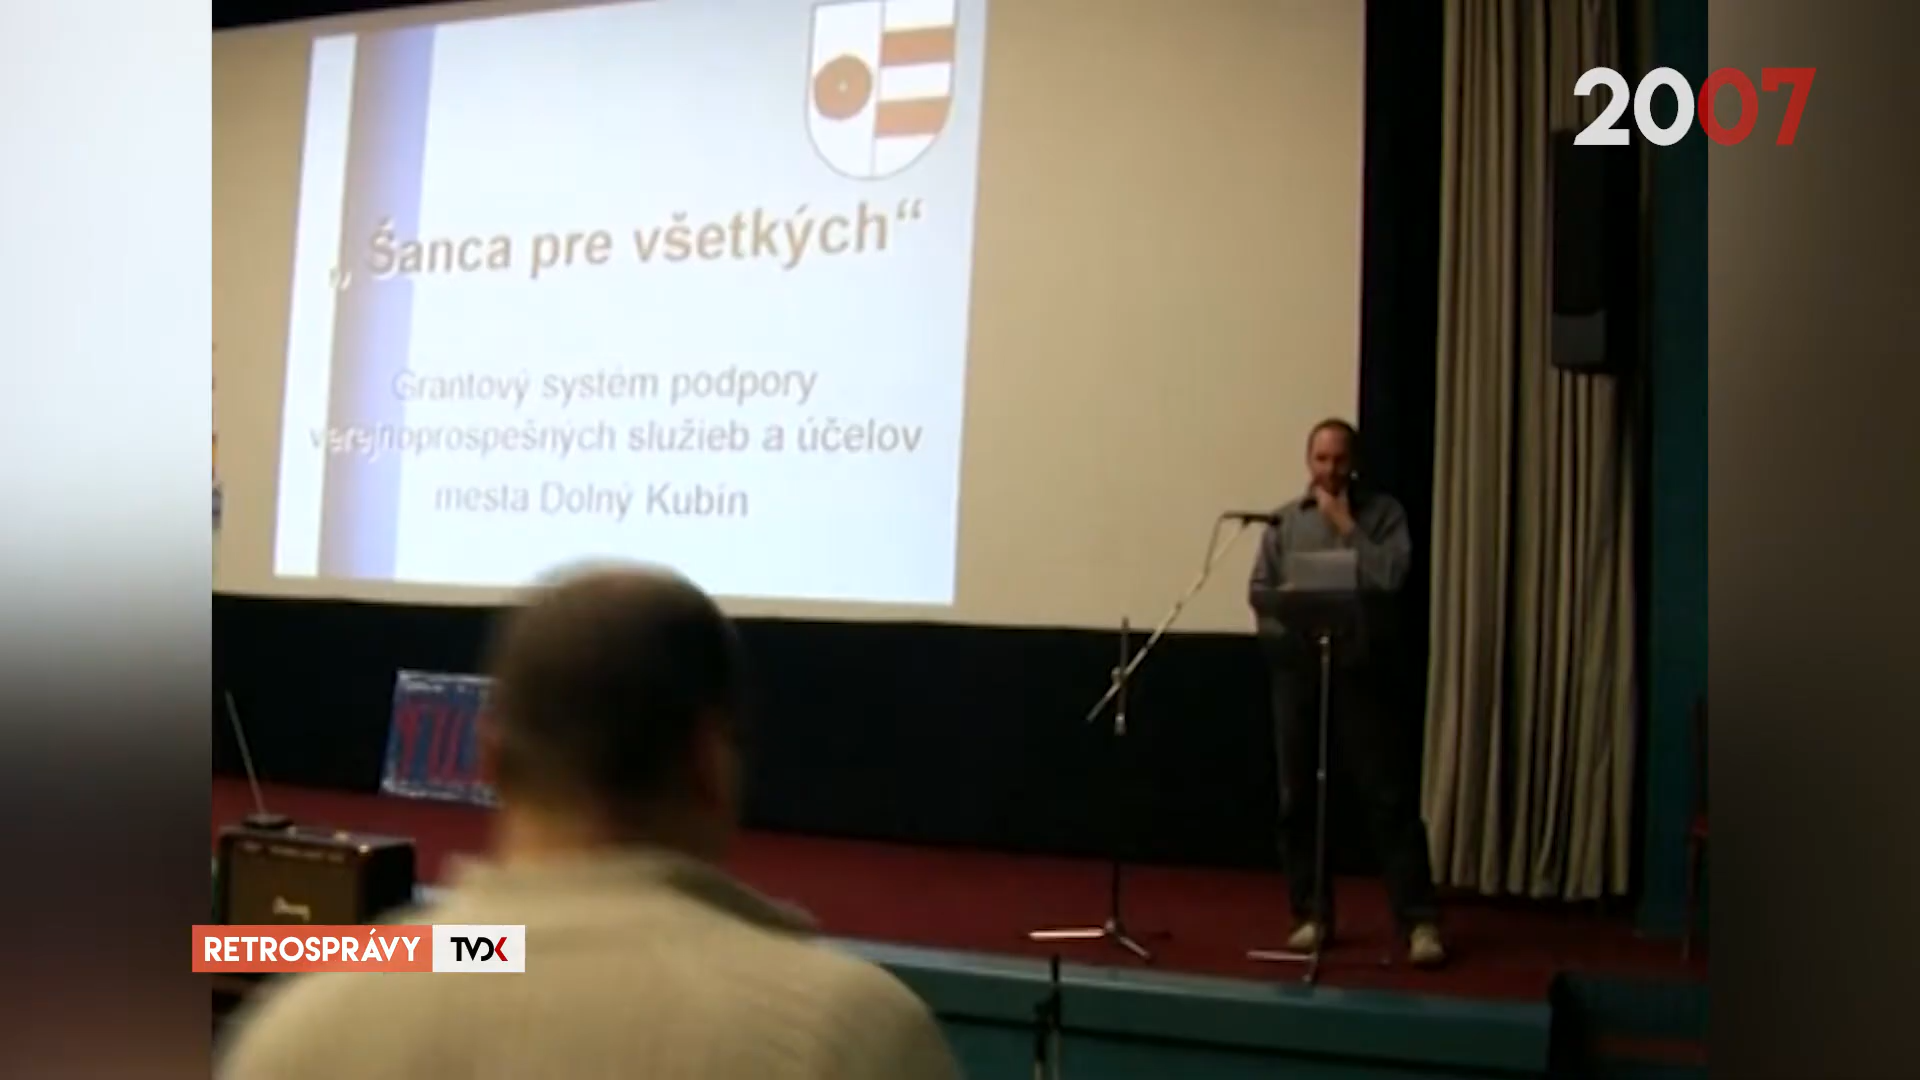 2007
„Šanca pre všetkých“
Grantový systém podpory
verejnoprospešných služieb a účelov
mesta Dolný Kubín
RETROSPRÁVY TVDK